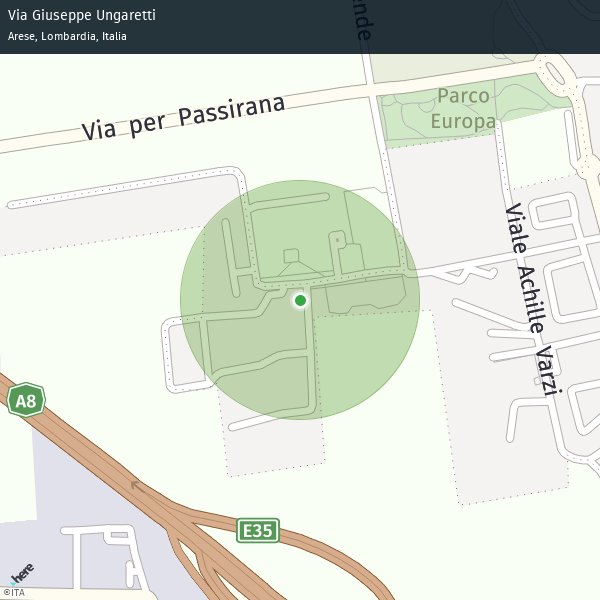 Via Giuseppe Ungaretti
Arese, Lombardia, Italia
Via per Passirana
Parco
Europa
Viale Achille Varzi
A8
E35
here
©ITA